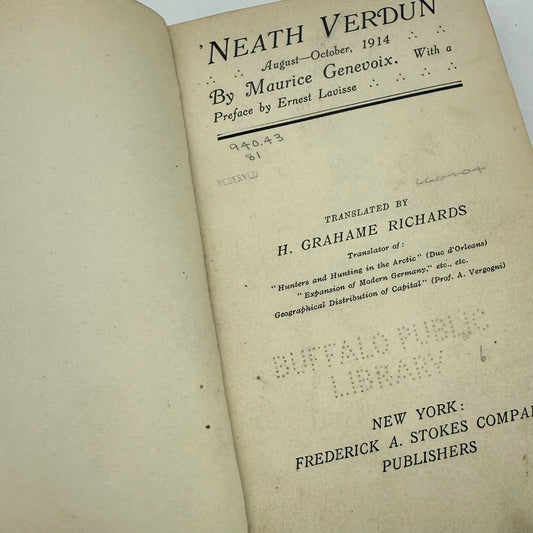 'NEATH VERDUN
August—October, 1914
By Maurice Genevoix. With a
Preface by Ernest Lavisse
940.43
81
RESERVED
TRANSLATED BY
H. GRAHAME RICHARDS
Translator of:
"Hunters and Hunting in the Arctic" (Duc d'Orleans)
"Expansion of Modern Germany," etc., etc.
Geographical Distribution of Capital" (Prof. A. Vergogni)
BUFFALO PUBLIC
LIBRARY
6
NEW YORK:
FREDERICK A. STOKES COMPA
PUBLISHERS